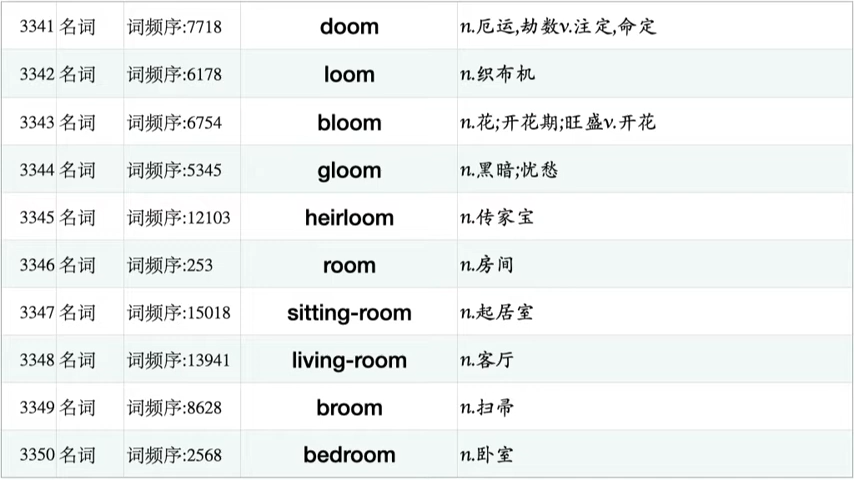 3341 名词 词频序:7718 doom n.厄运,劫数v.注定,命定
3342 名词 词频序:6178 loom n.织布机
3343 名词 词频序:6754 bloom n.花;开花期;旺盛v.开花
3344 名词 词频序:5345 gloom n.黑暗;忧愁
3345 名词 词频序:12103 heirloom n.传家宝
3346 名词 词频序:253 room n.房间
3347 名词 词频序:15018 sitting-room n.起居室
3348 名词 词频序:13941 living-room n.客厅
3349 名词 词频序:8628 broom n.扫帚
3350 名词 词频序:2568 bedroom n.卧室